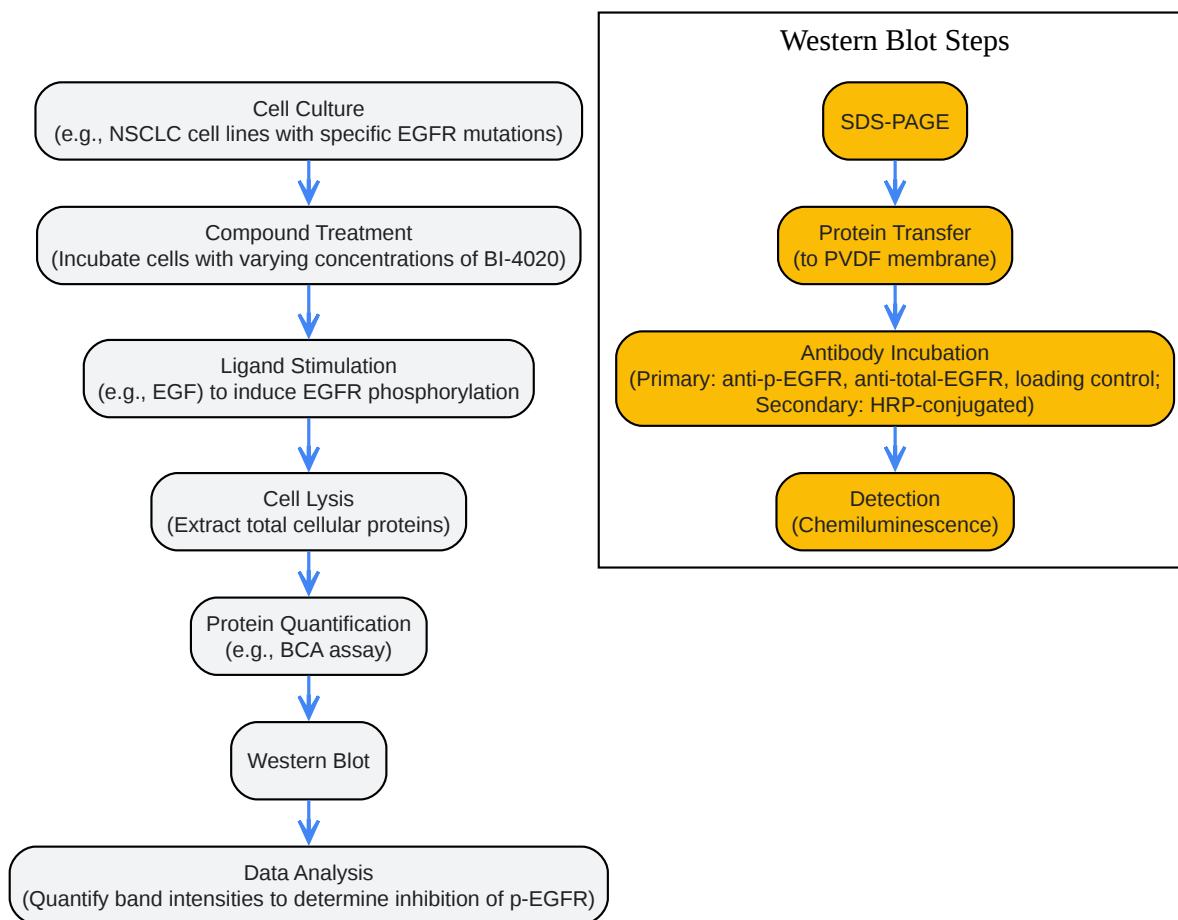 Cell Culture
(e.g., NSCLC cell lines with specific EGFR mutations)
Compound Treatment
(Incubate cells with varying concentrations of BI-4020)
Ligand Stimulation
(e.g., EGF) to induce EGFR phosphorylation
Cell Lysis
(Extract total cellular proteins)
Protein Quantification
(e.g., BCA assay)
Western Blot
Data Analysis
(Quantify band intensities to determine inhibition of p-EGFR)
Western Blot Steps
SDS-PAGE
Protein Transfer
(to PVDF membrane)
Antibody Incubation
(Primary: anti-p-EGFR, anti-total-EGFR, loading control;
Secondary: HRP-conjugated)
Detection
(Chemiluminescence)